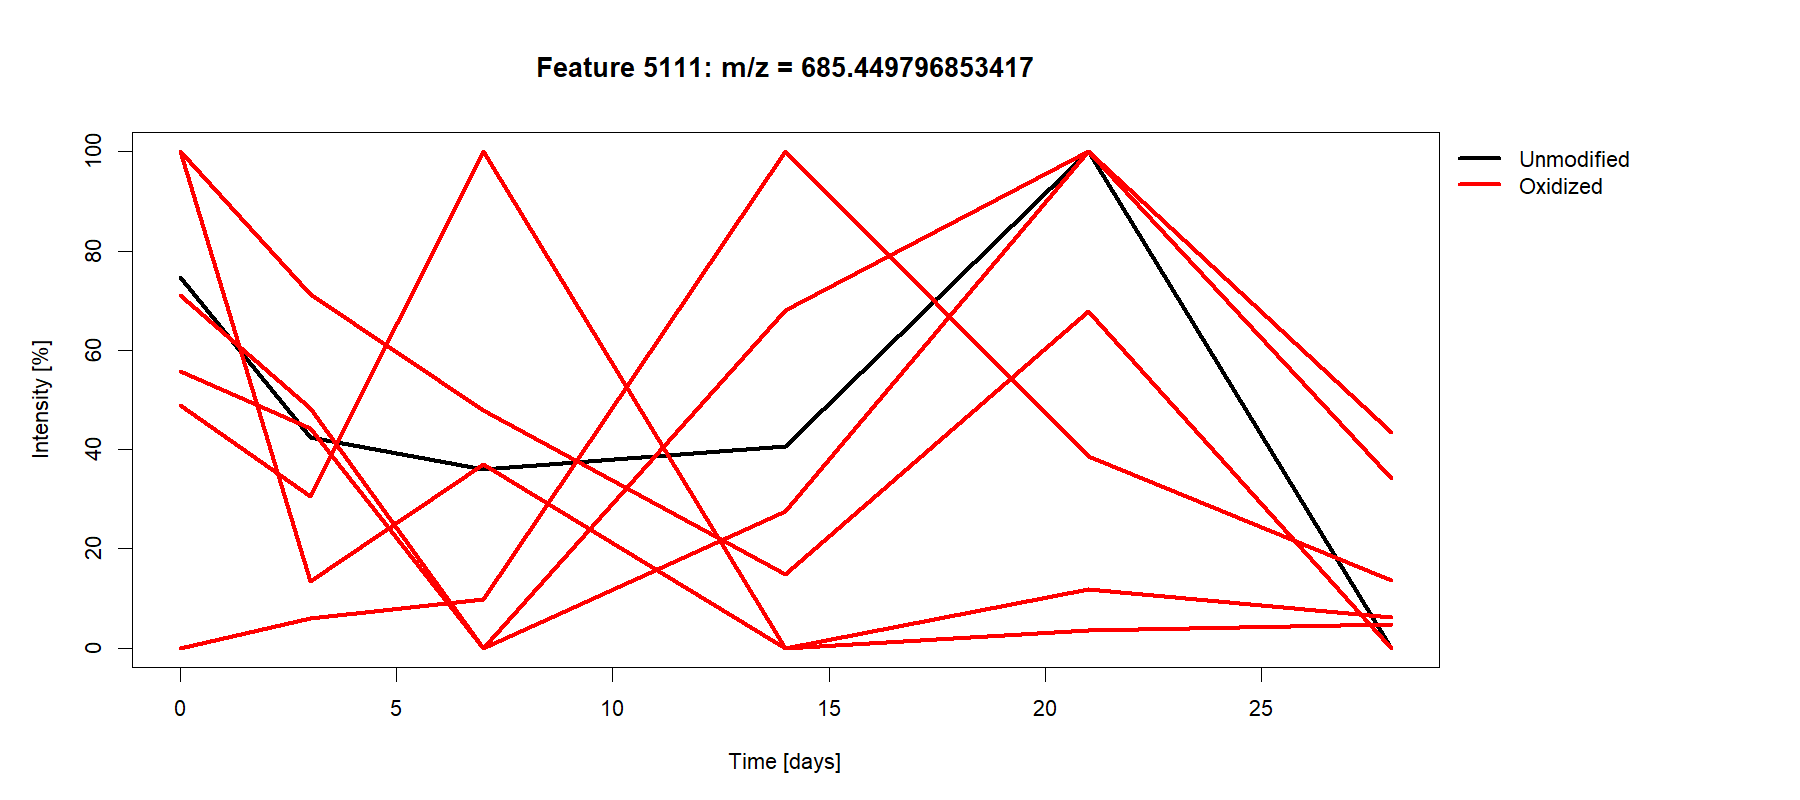 Feature 5111: m/z = 685.449796853417
Unmodified
Oxidized
Intensity [%]
100
80
60
40
20
0
0 5 10 15 20 25
Time [days]